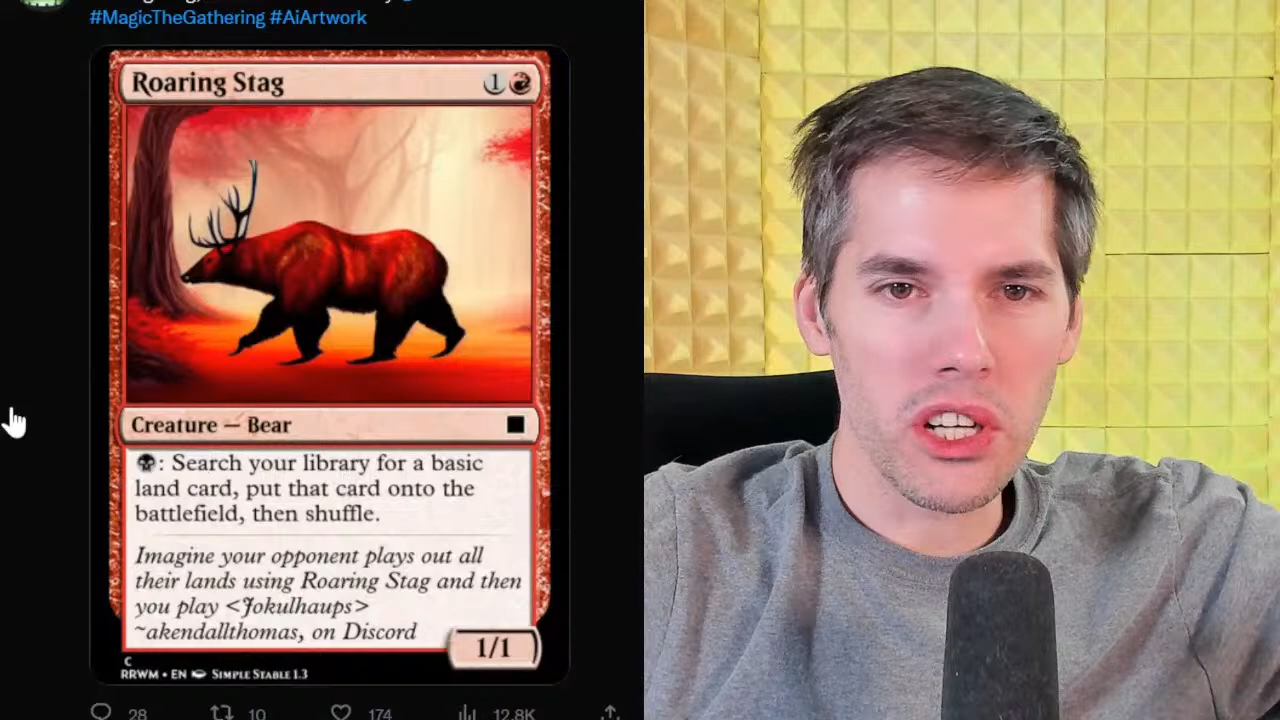 #MagicTheGathering #AiArtwork
Roaring Stag 1
Creature — Bear
: Search your library for a basic
land card, put that card onto the
battlefield, then shuffle.
Imagine your opponent plays out all
their lands using Roaring Stag and then
you play <Jokulhaups>
~akendallthomas, on Discord
1/1
C
RRWM • EN SIMPLE STABLE 1.3
28 10 174 12.8K